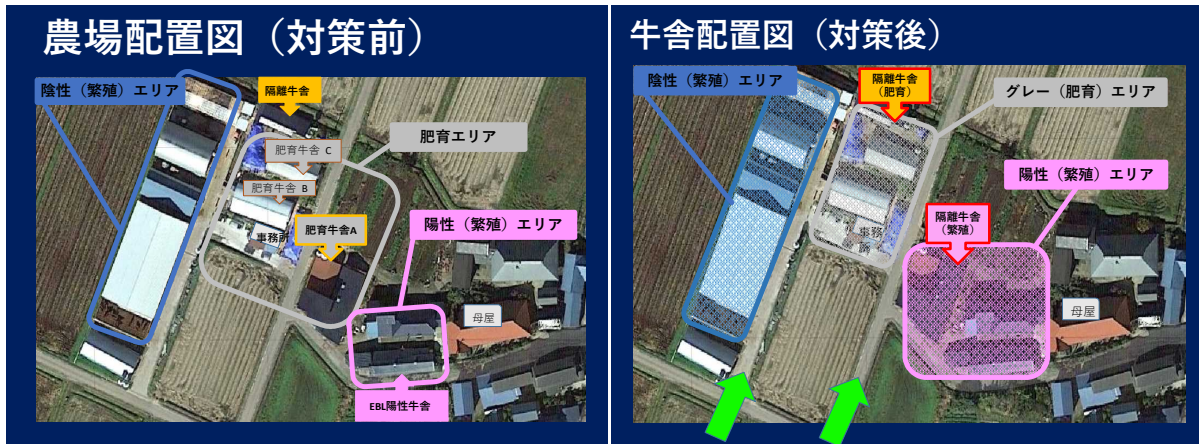 農場配置図（対策前）
陰性（繁殖）エリア
隔離牛舎
肥育エリア
肥育牛舎 C
肥育牛舎 B
事務所
肥育牛舎A
陽性（繁殖）エリア
母屋
EBL陽性牛舎
牛舎配置図（対策後）
陰性（繁殖）エリア
隔離牛舎
（肥育）
グレー（肥育）エリア
陽性（繁殖）エリア
隔離牛舎
（繁殖）
事務
所
母屋